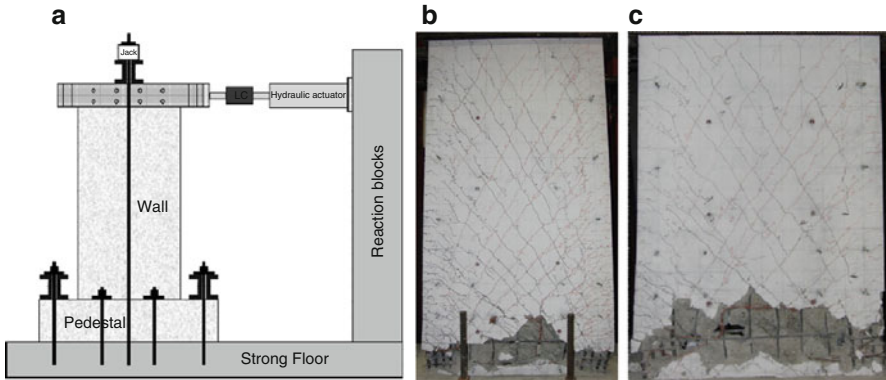 a
b
c
Jack
LC
Hydraulic actuator
Wall
Reaction blocks
Pedestal
Strong Floor